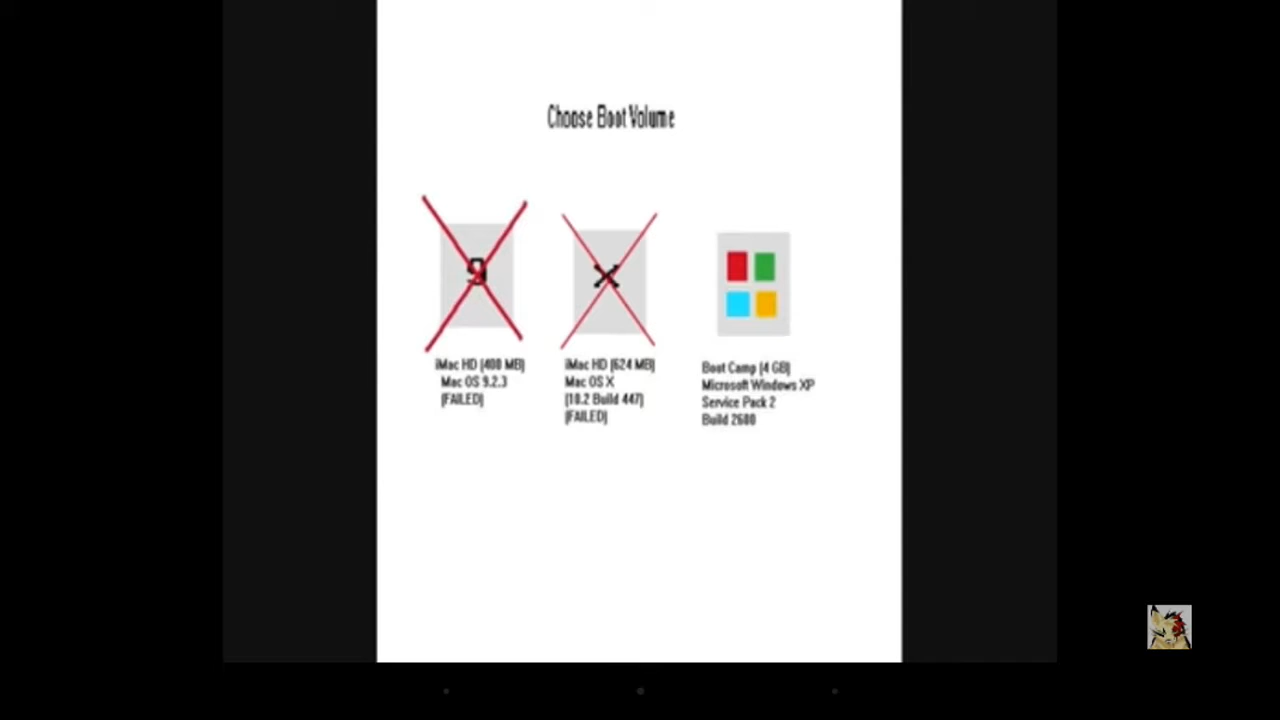 Choose Boot Volume
9
X
iMac HD (400 MB)
Mac OS 9.2.3
(FAILED)
iMac HD (624 MB)
Mac OS X
(10.2 Build 447)
(FAILED)
Boot Camp (4 GB)
Microsoft Windows XP
Service Pack 2
Build 2600